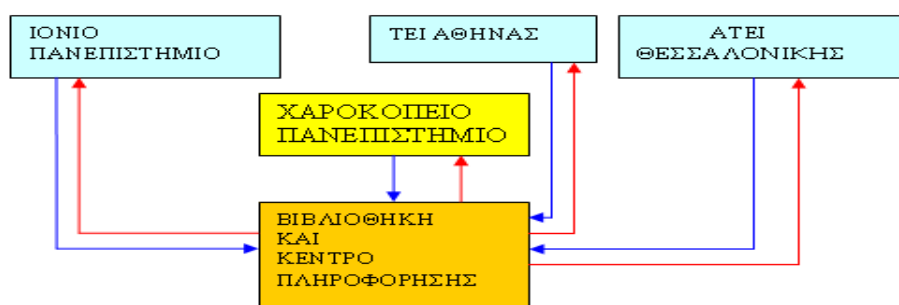 ΙΟΝΙΟ
ΠΑΝΕΠΙΣΤΗΜΙΟ
ΤΕΙ ΑΘΗΝΑΣ
ΑΤΕΙ
ΘΕΣΣΑΛΟΝΙΚΗΣ
ΧΑΡΟΚΟΠΕΙΟ
ΠΑΝΕΠΙΣΤΗΜΙΟ
ΒΙΒΛΙΟΘΗΚΗ
ΚΑΙ
ΚΕΝΤΡΟ
ΠΛΗΡΟΦΟΡΗΣΗΣ